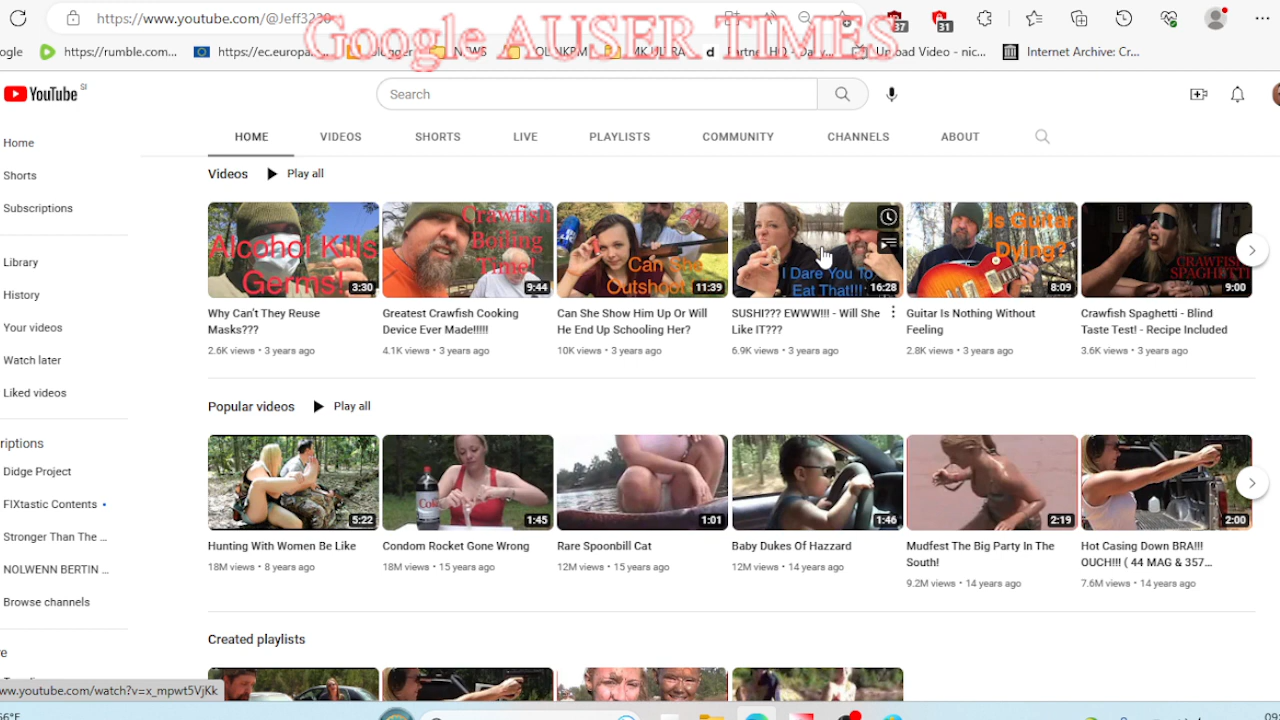 https://www.youtube.com/@Jeff3230
Google AUSER TIMES
37
31
ogle
https://rumble.com...
https://ec.europa....
NEWS
MK ULTRA
Internet Archive: Cr...
YouTube SI
Search
HOME VIDEOS SHORTS LIVE PLAYLISTS COMMUNITY CHANNELS ABOUT
Home
Shorts
Subscriptions
Library
History
Your videos
Watch later
Liked videos
riptions
Didge Project
FIXtastic Contents •
Stronger Than The ...
NOLWENN BERTIN ...
Browse channels
re
Videos Play all
Alcohol Kills
Germs!
3:30
Crawfish
Boiling
Time!
9:44
Can She
Outshoot
11:39
I Dare You To
Eat That!!!
16:28
Is Guitar
Dying?
8:09
CRAWFISH
SPAGHETTI
9:00
Why Can't They Reuse
Masks???
2.6K views • 3 years ago
Greatest Crawfish Cooking
Device Ever Made!!!!!
4.1K views • 3 years ago
Can She Show Him Up Or Will
He End Up Schooling Her?
10K views • 3 years ago
SUSHI??? EWWW!!! - Will She
Like IT???
6.9K views • 3 years ago
Guitar Is Nothing Without
Feeling
2.8K views • 3 years ago
Crawfish Spaghetti - Blind
Taste Test! - Recipe Included
3.6K views • 3 years ago
Popular videos Play all
5:22
1:45
1:01
1:46
2:19
2:00
Hunting With Women Be Like
18M views • 8 years ago
Condom Rocket Gone Wrong
18M views • 15 years ago
Rare Spoonbill Cat
12M views • 15 years ago
Baby Dukes Of Hazzard
12M views • 14 years ago
Mudfest The Big Party In The
South!
9.2M views • 14 years ago
Hot Casing Down BRA!!!
OUCH!!! ( 44 MAG & 357...
7.6M views • 14 years ago
Created playlists
ww.youtube.com/watch?v=x_mpwt5VjKk